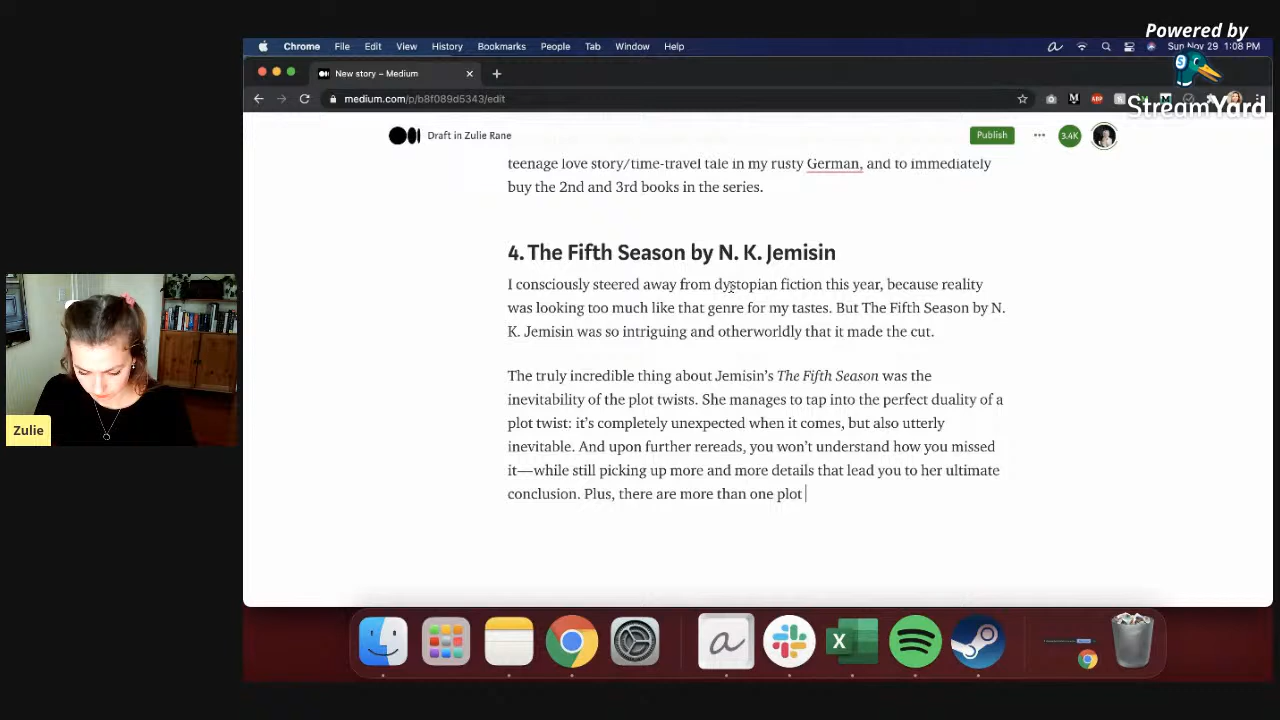 Powered by
StreamYard
Chrome File Edit View History Bookmarks People Tab Window Help
Sun Nov 29 1:08 PM
New story – Medium
medium.com/p/b8f089d6343/edit
Draft in Zulie Rane
Publish
3.4K
teenage love story/time-travel tale in my rusty German, and to immediately
buy the 2nd and 3rd books in the series.
4. The Fifth Season by N. K. Jemisin
I consciously steered away from dystopian fiction this year, because reality
was looking too much like that genre for my tastes. But The Fifth Season by N.
K. Jemisin was so intriguing and otherworldly that it made the cut.
The truly incredible thing about Jemisin’s The Fifth Season was the
inevitability of the plot twists. She manages to tap into the perfect duality of a
plot twist: it’s completely unexpected when it comes, but also utterly
inevitable. And upon further rereads, you won’t understand how you missed
it—while still picking up more and more details that lead you to her ultimate
conclusion. Plus, there are more than one plot
Zulie